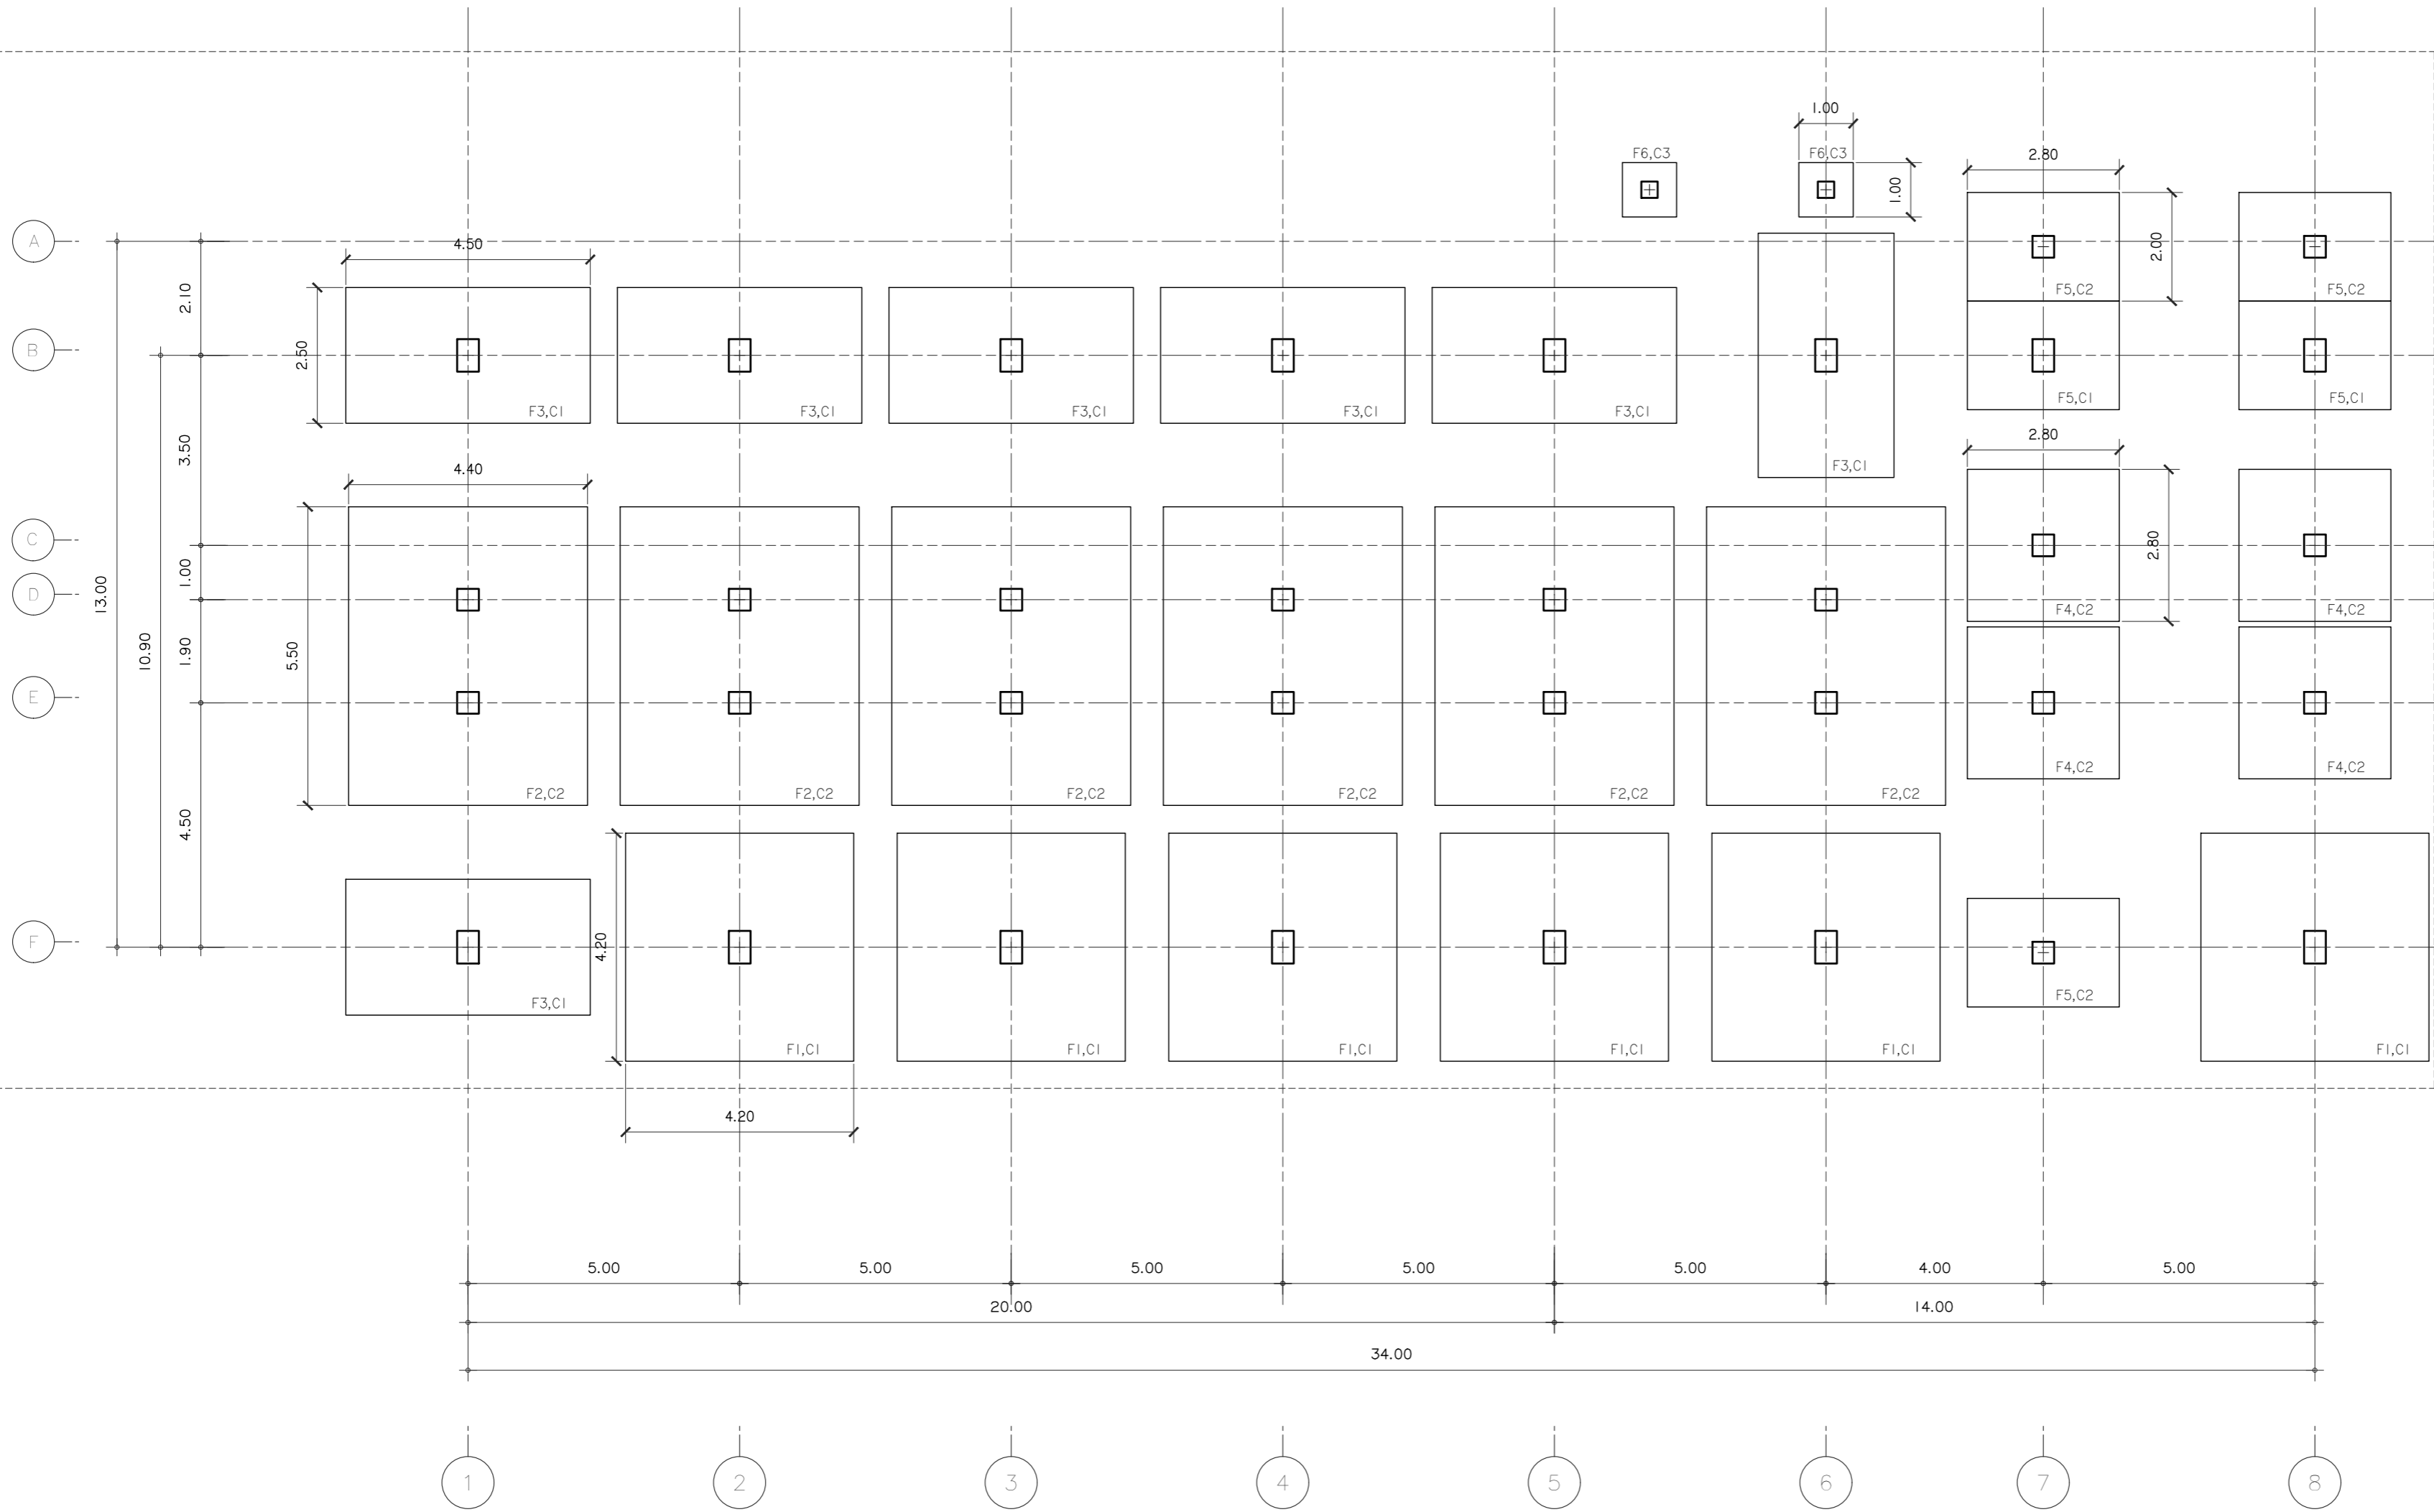 1.00
F6,C3
F6,C3
2.80
1.00
A
4.50
2.00
2.10
F5,C2
F5,C2
B
2.50
F3,C1
F3,C1
F3,C1
F3,C1
F3,C1
F5,C1
F5,C1
3.50
2.80
4.40
F3,C1
C
2.80
1.00
D
13.00
F4,C2
F4,C2
10.90
1.90
5.50
E
F4,C2
F4,C2
F2,C2
F2,C2
F2,C2
F2,C2
F2,C2
F2,C2
4.50
F
4.20
F3,C1
F5,C2
F1,C1
F1,C1
F1,C1
F1,C1
F1,C1
F1,C1
4.20
5.00
5.00
5.00
5.00
5.00
4.00
5.00
20.00
14.00
34.00
1
2
3
4
5
6
7
8